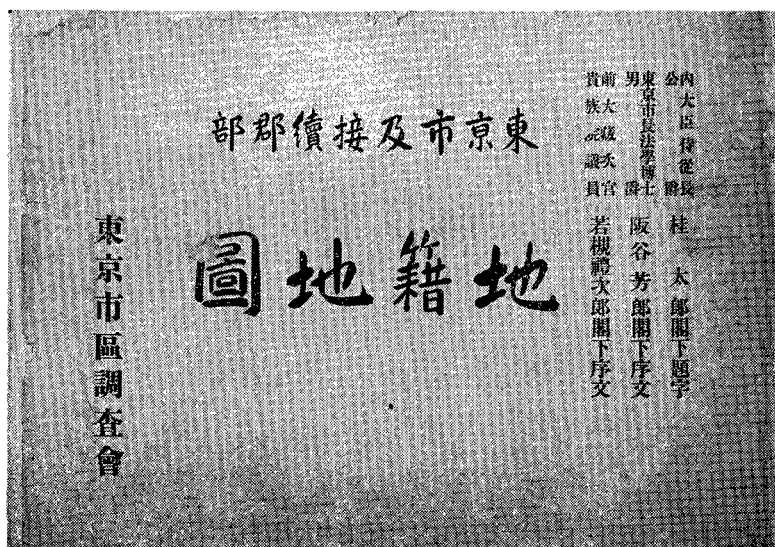 內大臣侍從長
公爵
桂太郎閣下題字
東京市長法學博士
男爵
阪谷芳郎閣下序文
前大藏次官
貴族院議員
若槻禮次郎閣下序文
東京市及接續郡部
地籍地圖
東京市區調査會